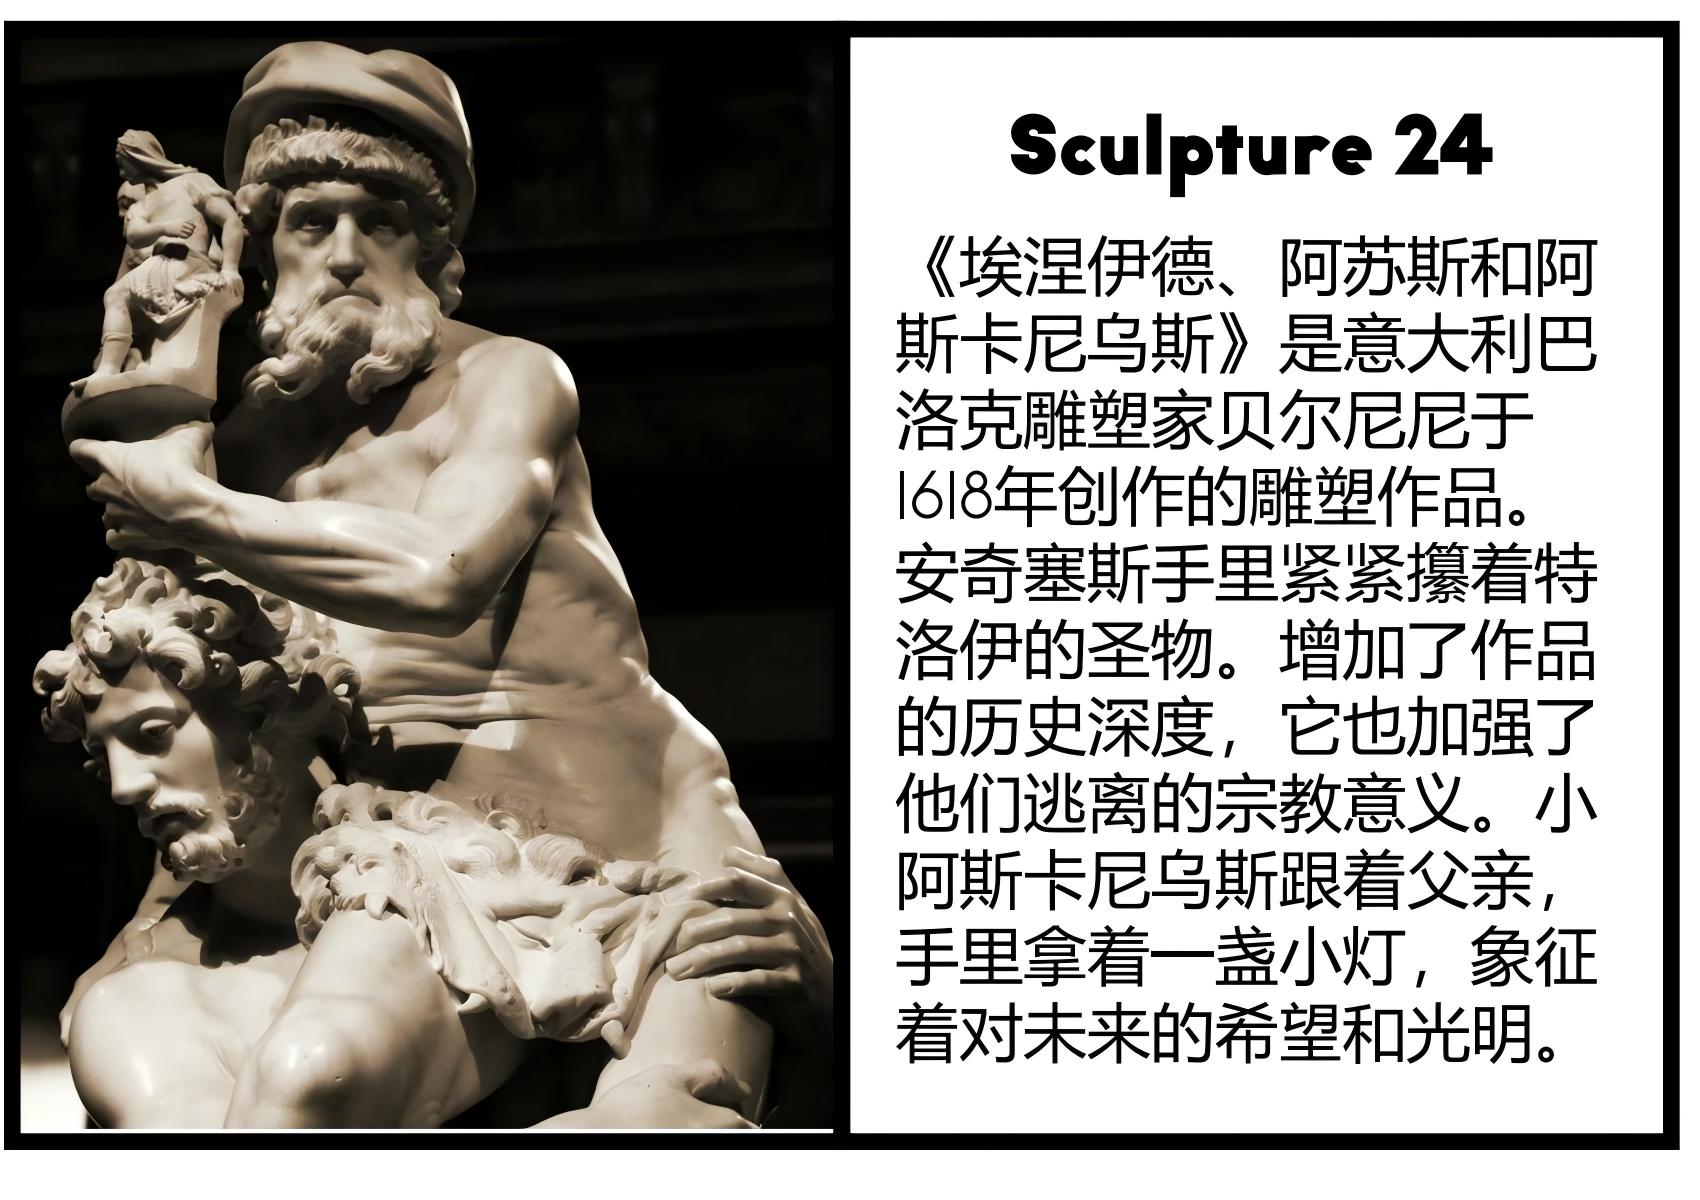 Sculpture 24
《埃涅伊德、阿苏斯和阿
斯卡尼乌斯》是意大利巴
洛克雕塑家贝尔尼尼于
1618年创作的雕塑作品。
安奇塞斯手里紧紧攥着特
洛伊的圣物。增加了作品
的历史深度，它也加强了
他们逃离的宗教意义。小
阿斯卡尼乌斯跟着父亲，
手里拿着一盏小灯，象征
着对未来的希望和光明。